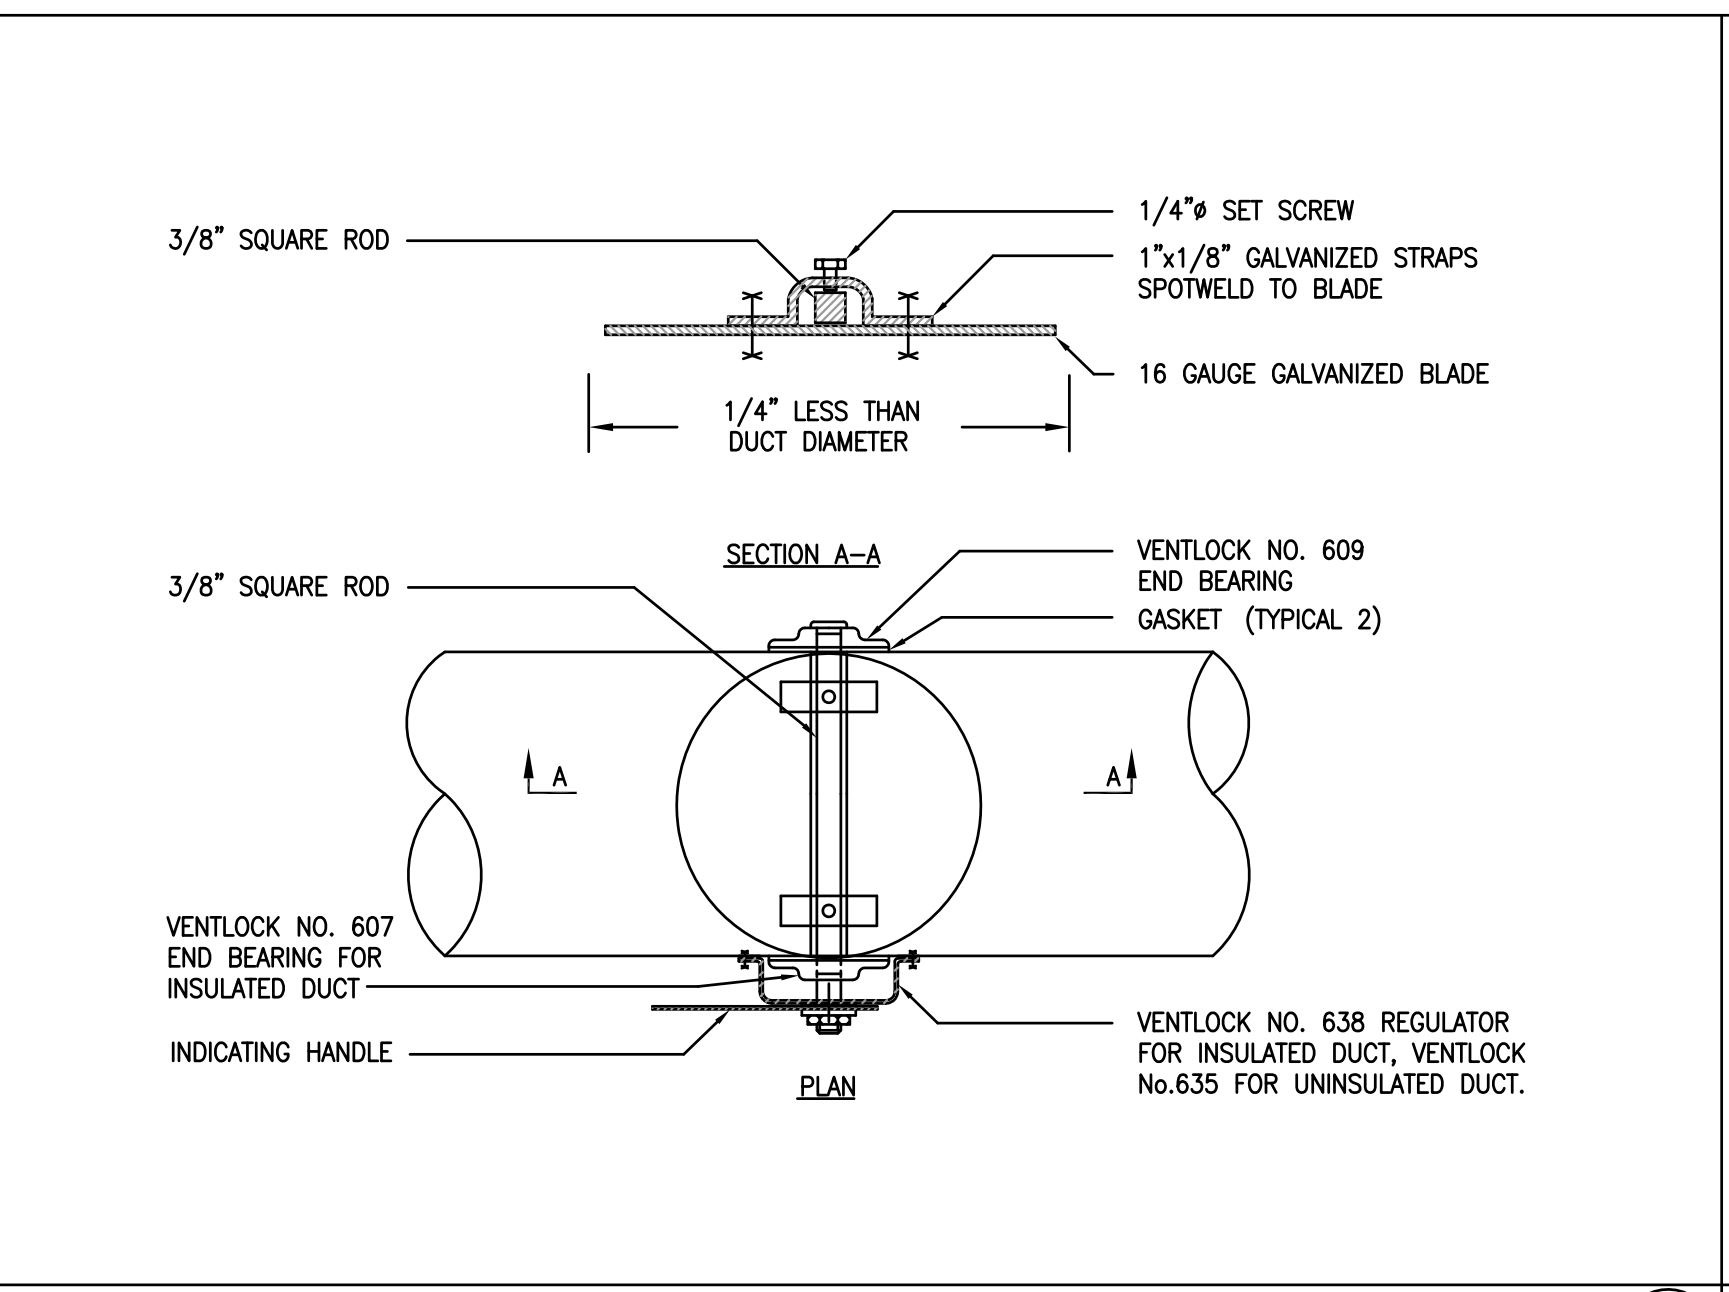 3/8" SQUARE ROD
1/4"ø SET SCREW
1"x1/8" GALVANIZED STRAPS
SPOTWELD TO BLADE
16 GAUGE GALVANIZED BLADE
1/4" LESS THAN
DUCT DIAMETER
SECTION A-A
3/8" SQUARE ROD
VENTLOCK NO. 609
END BEARING
GASKET (TYPICAL 2)
A
A
VENTLOCK NO. 607
END BEARING FOR
INSULATED DUCT
INDICATING HANDLE
VENTLOCK NO. 638 REGULATOR
FOR INSULATED DUCT, VENTLOCK
No.635 FOR UNINSULATED DUCT.
PLAN